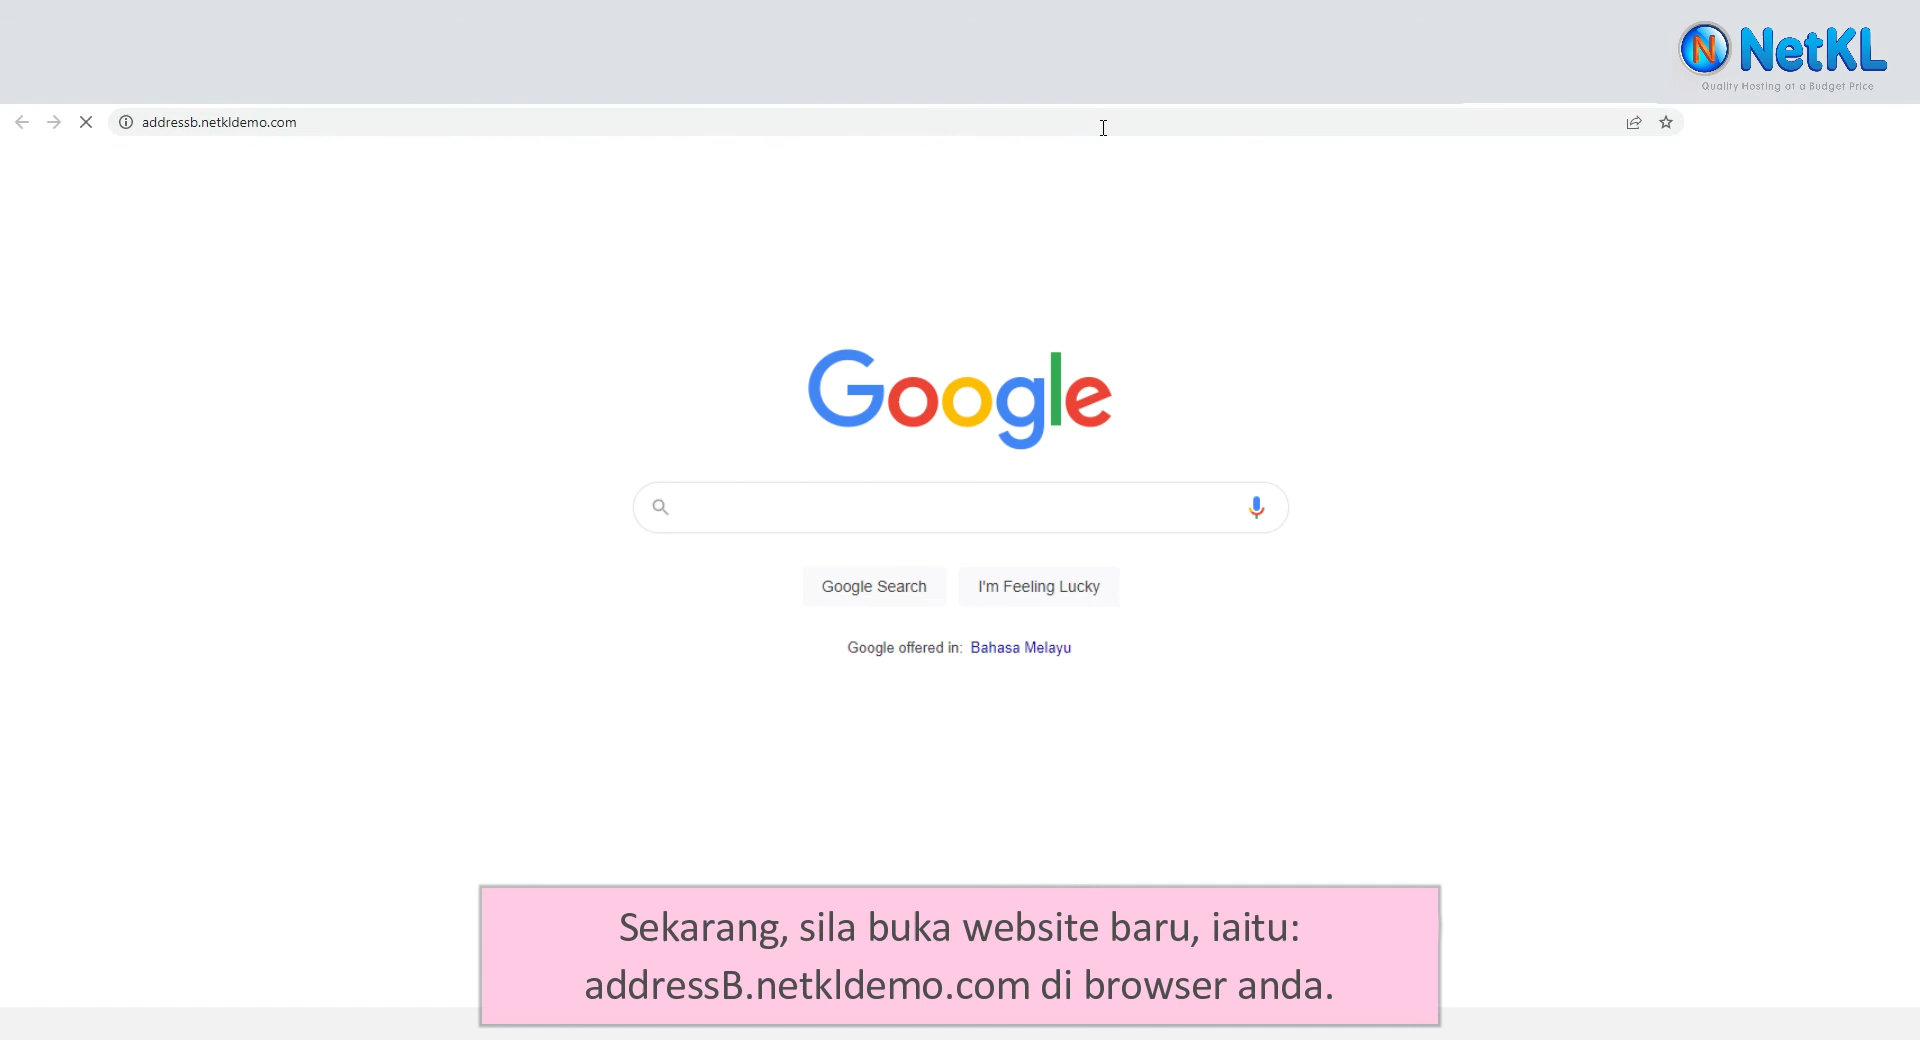 N NetKL
Quality Hosting at a Budget Price
addressb.netkldemo.com
Google
Google Search
I'm Feeling Lucky
Google offered in: Bahasa Melayu
Sekarang, sila buka website baru, iaitu:
addressB.netkldemo.com di browser anda.